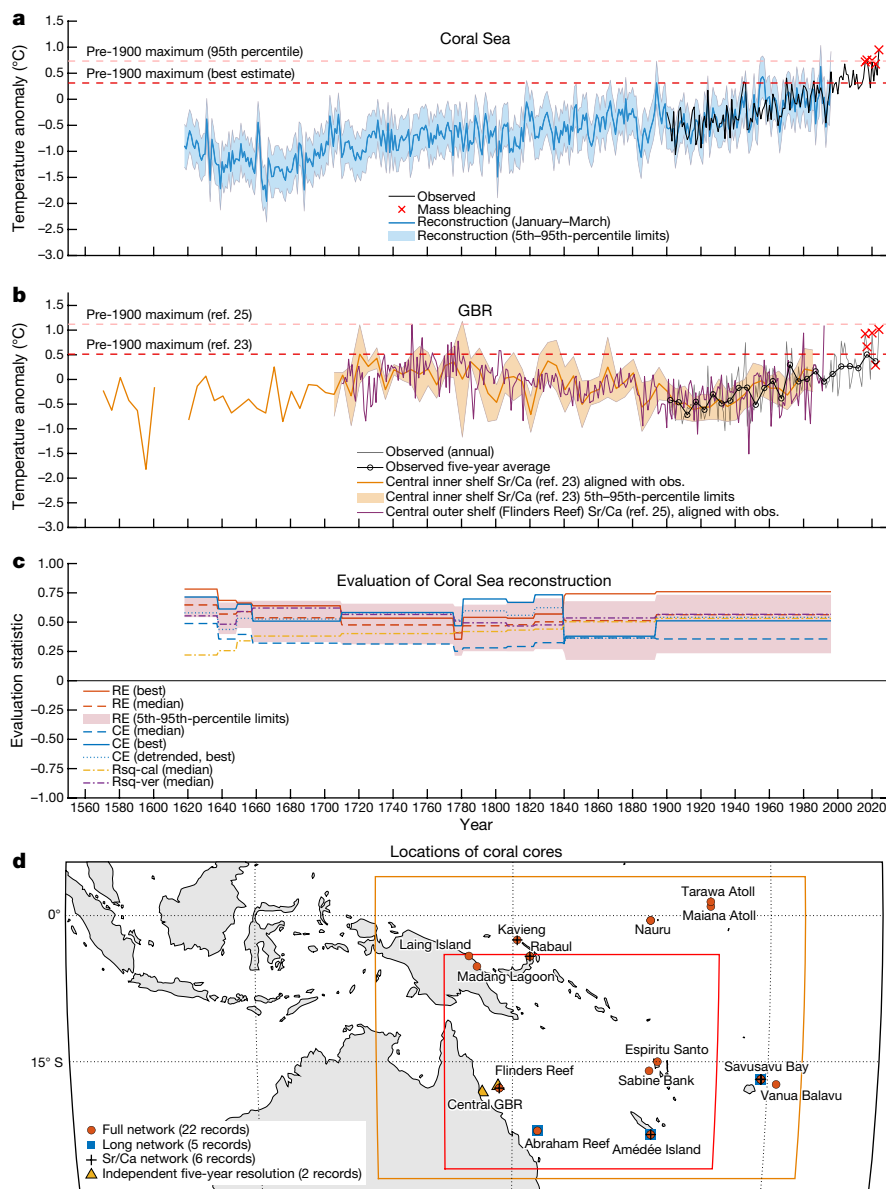 a
Coral Sea
Temperature anomaly (°C)
1.5
1.0
0.5
0
−0.5
−1.0
−1.5
−2.0
−2.5
−3.0
Pre-1900 maximum (95th percentile)
Pre-1900 maximum (best estimate)
Observed
Mass bleaching
Reconstruction (January–March)
Reconstruction (5th–95th-percentile limits)
b
GBR
Temperature anomaly (°C)
1.5
1.0
0.5
0
−0.5
−1.0
−1.5
−2.0
−2.5
−3.0
Pre-1900 maximum (ref. 25)
Pre-1900 maximum (ref. 23)
Observed (annual)
Observed five-year average
Central inner shelf Sr/Ca (ref. 23) aligned with obs.
Central inner shelf Sr/Ca (ref. 23) 5th–95th-percentile limits
Central outer shelf (Flinders Reef) Sr/Ca (ref. 25), aligned with obs.
c
Evaluation of Coral Sea reconstruction
Evaluation statistic
1.00
0.75
0.50
0.25
0
−0.25
−0.50
−0.75
−1.00
RE (best)
RE (median)
RE (5th-95th-percentile limits)
CE (median)
CE (best)
CE (detrended, best)
Rsq-cal (median)
Rsq-ver (median)
1560 1580 1600 1620 1640 1660 1680 1700 1720 1740 1760 1780 1800 1820 1840 1860 1880 1900 1920 1940 1960 1980 2000 2020
Year
d
Locations of coral cores
0°
15° S
Tarawa Atoll
Maiana Atoll
Nauru
Kavieng
Rabaul
Laing Island
Madang Lagoon
Espiritu Santo
Sabine Bank
Savusavu Bay
Vanua Balavu
Flinders Reef
Central GBR
Abraham Reef
Amédée Island
Full network (22 records)
Long network (5 records)
Sr/Ca network (6 records)
Independent five-year resolution (2 records)